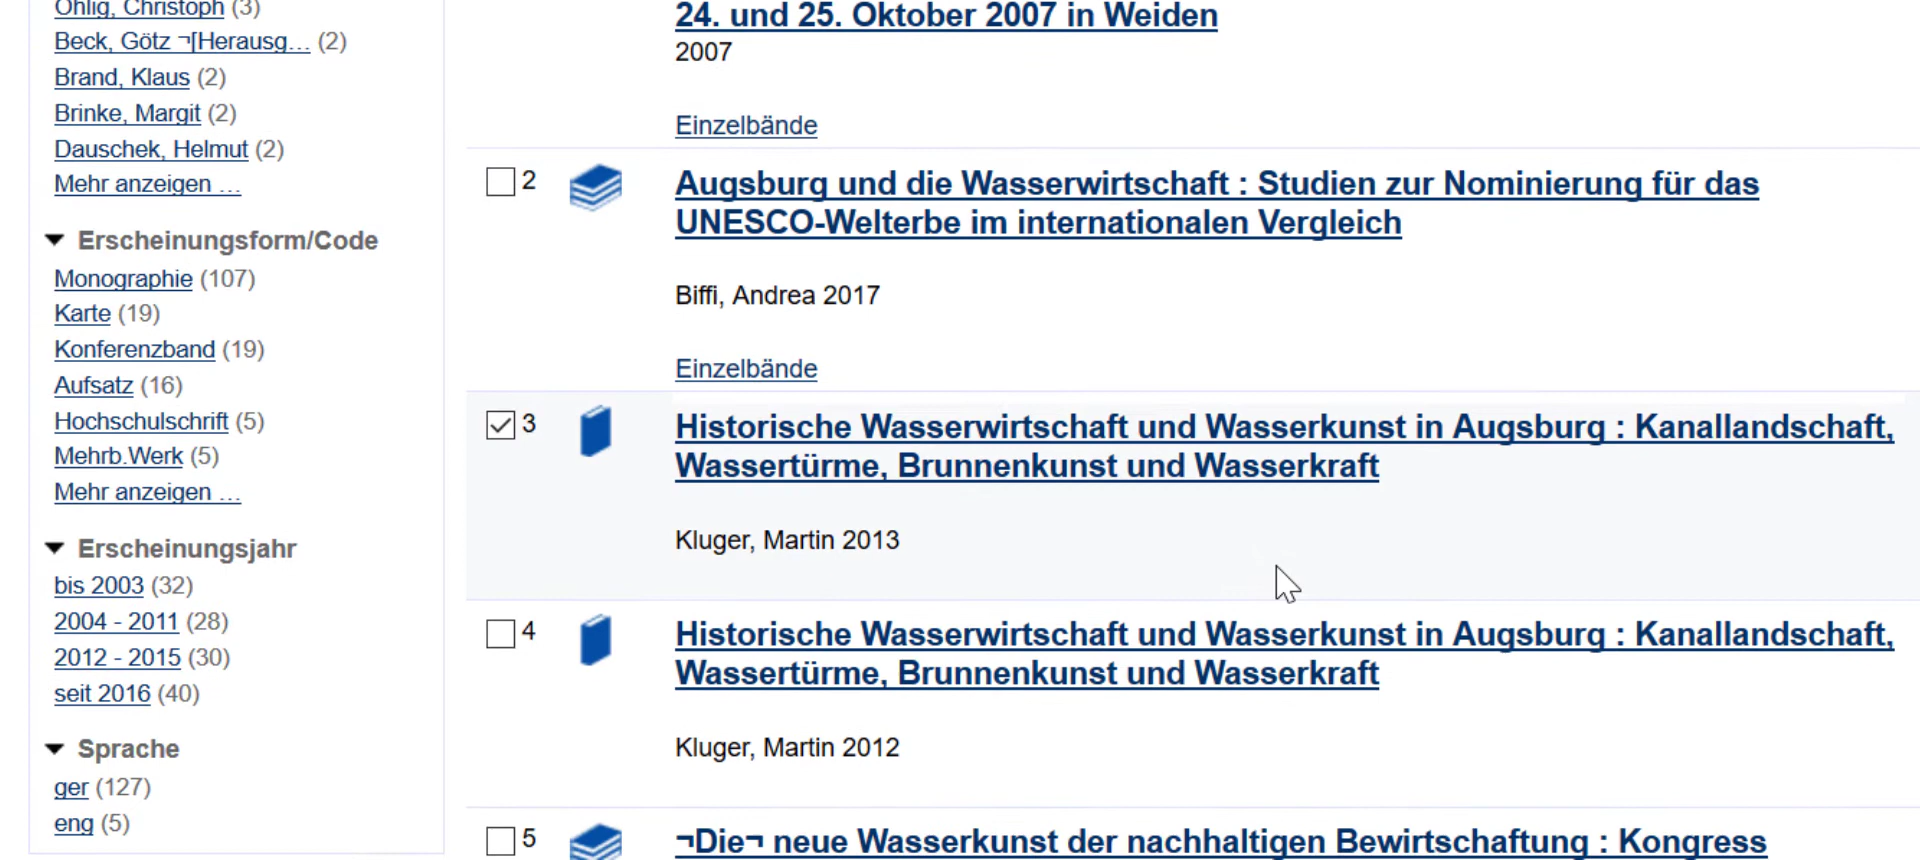 Ohlig, Christoph (3)
Beck, Götz ¬[Herausg... (2)
Brand, Klaus (2)
Brinke, Margit (2)
Dauschek, Helmut (2)
Mehr anzeigen ...
Erscheinungsform/Code
Monographie (107)
Karte (19)
Konferenzband (19)
Aufsatz (16)
Hochschulschrift (5)
Mehrb.Werk (5)
Mehr anzeigen ...
Erscheinungsjahr
bis 2003 (32)
2004 - 2011 (28)
2012 - 2015 (30)
seit 2016 (40)
Sprache
ger (127)
eng (5)
24. und 25. Oktober 2007 in Weiden
2007
Einzelbände
2
Augsburg und die Wasserwirtschaft : Studien zur Nominierung für das
UNESCO-Welterbe im internationalen Vergleich
Biffi, Andrea 2017
Einzelbände
3
Historische Wasserwirtschaft und Wasserkunst in Augsburg : Kanallandschaft,
Wassertürme, Brunnenkunst und Wasserkraft
Kluger, Martin 2013
4
Historische Wasserwirtschaft und Wasserkunst in Augsburg : Kanallandschaft,
Wassertürme, Brunnenkunst und Wasserkraft
Kluger, Martin 2012
5
¬Die¬ neue Wasserkunst der nachhaltigen Bewirtschaftung : Kongress